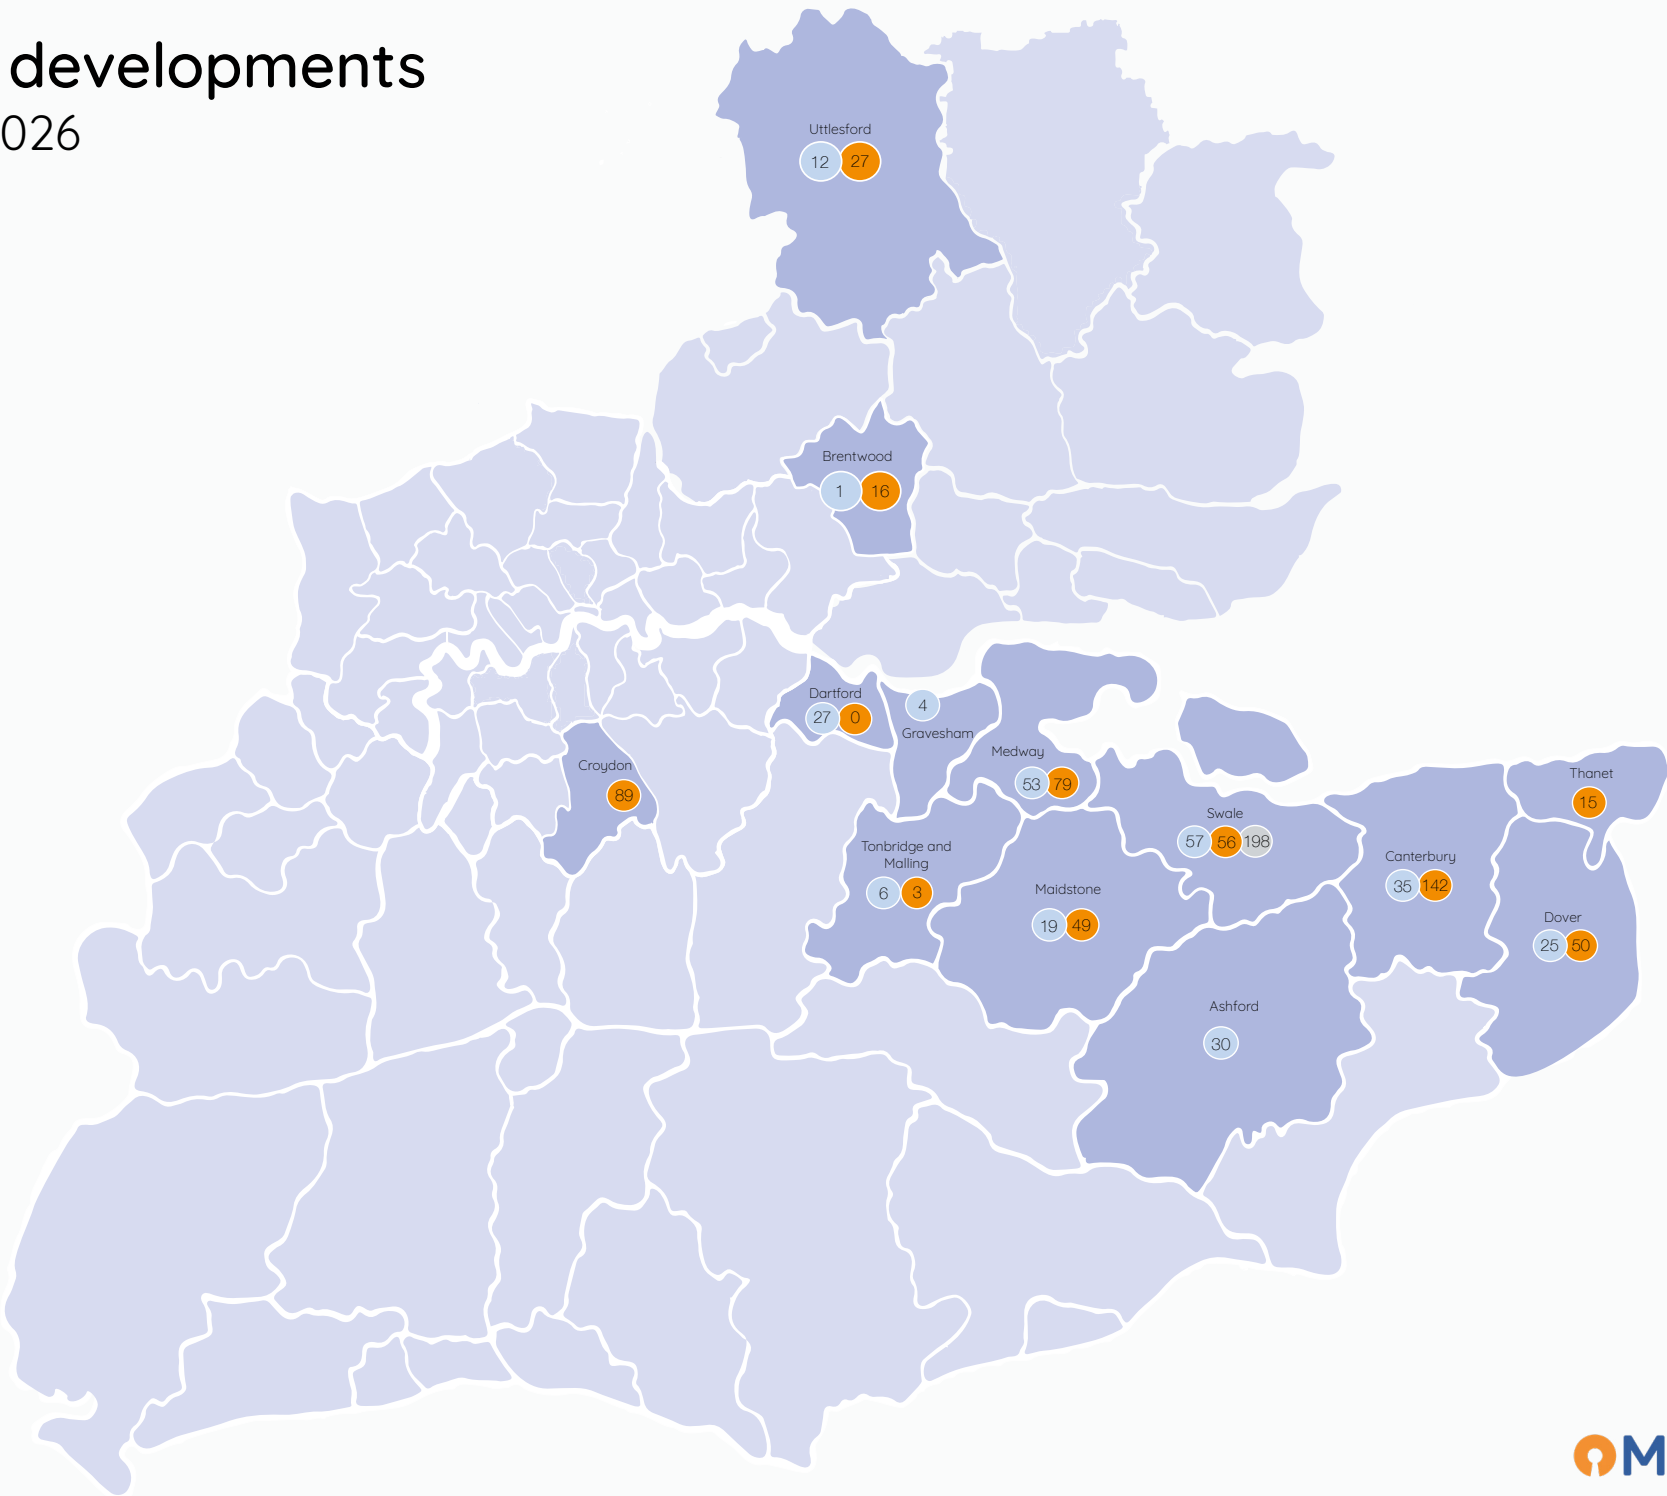 developments
026
Uttlesford
12 27
Brentwood
1 16
Dartford
27 0
4
Gravesham
Medway
53 79
Croydon
89
Thanet
15
Swale
57 56 198
Tonbridge and
Malling
6 3
Canterbury
35 142
Maidstone
19 49
Dover
25 50
Ashford
30
M